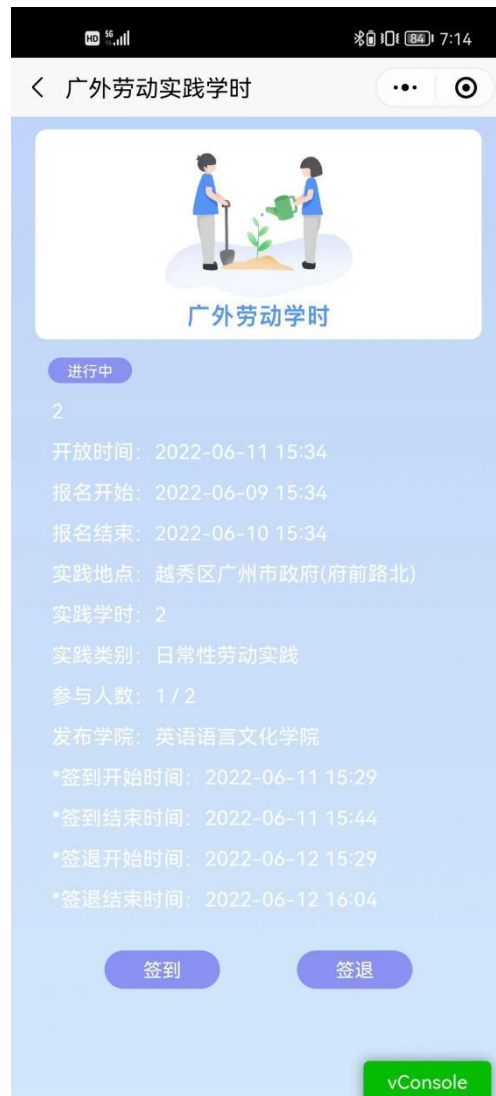 HD 5G 84 7:14
广外劳动实践学时
广外劳动学时
进行中
2
开放时间：2022-06-11 15:34
报名开始：2022-06-09 15:34
报名结束：2022-06-10 15:34
实践地点：越秀区广州市政府(府前路北)
实践学时：2
实践类别：日常性劳动实践
参与人数：1 / 2
发布学院：英语语言文化学院
*签到开始时间：2022-06-11 15:29
*签到结束时间：2022-06-11 15:44
*签退开始时间：2022-06-12 15:29
*签退结束时间：2022-06-12 16:04
签到 签退
vConsole